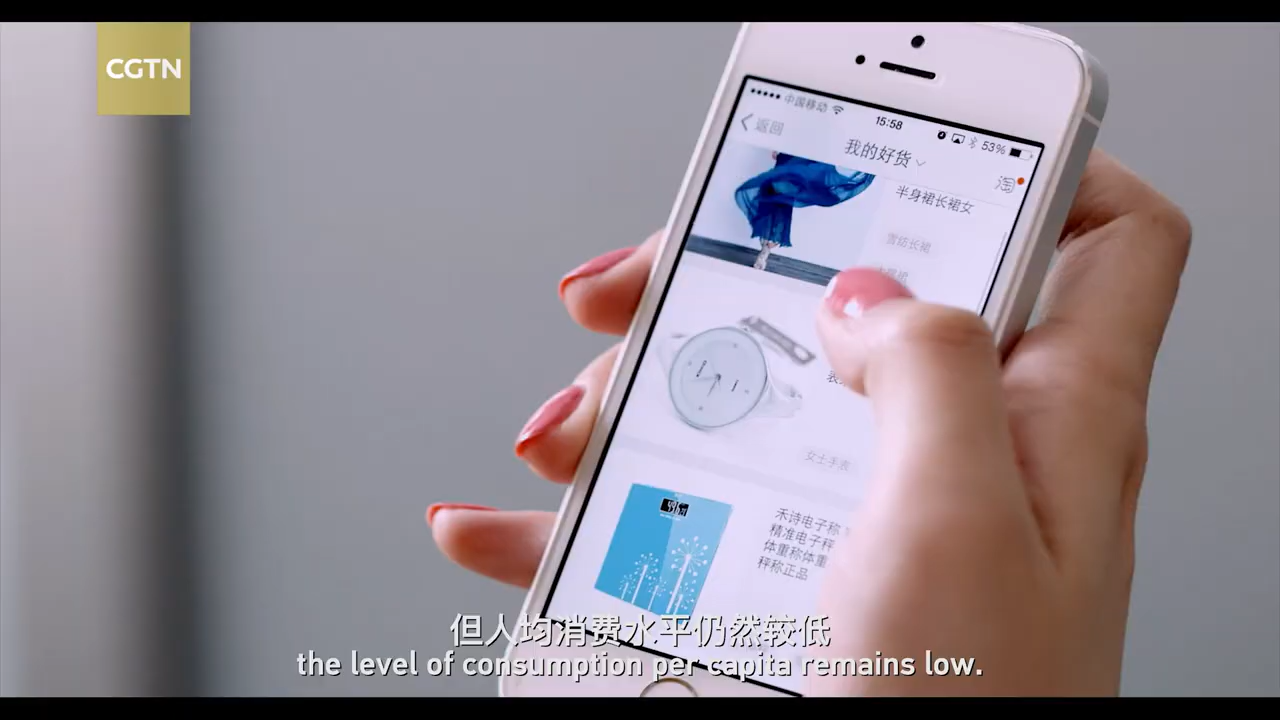 CGTN
中国移动
15:58
53%
返回
我的好货
淘
半身裙长裙女
雪纺长裙
女士手表
禾诗电子称
精准电子秤
体重称体重
秤称正品
但人均消费水平仍然较低
the level of consumption per capita remains low.